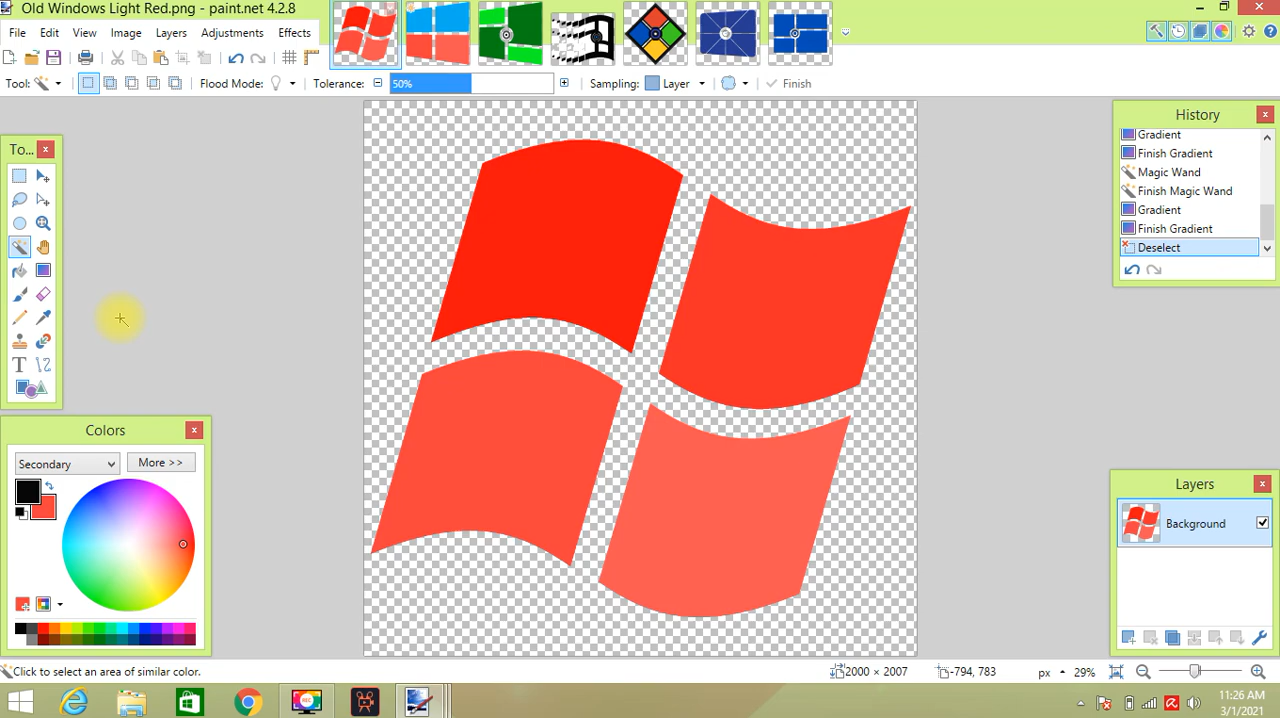 Old Windows Light Red.png - paint.net 4.2.8
File Edit View Image Layers Adjustments Effects
Tool: Flood Mode: Tolerance: 50% Sampling: Layer Finish
To...
History
Gradient
Finish Gradient
Magic Wand
Finish Magic Wand
Gradient
Finish Gradient
Deselect
Colors
Secondary More >>
Layers
Background
Click to select an area of similar color. 2000 × 2007 -794, 783 px 29%
11:26 AM
3/1/2021